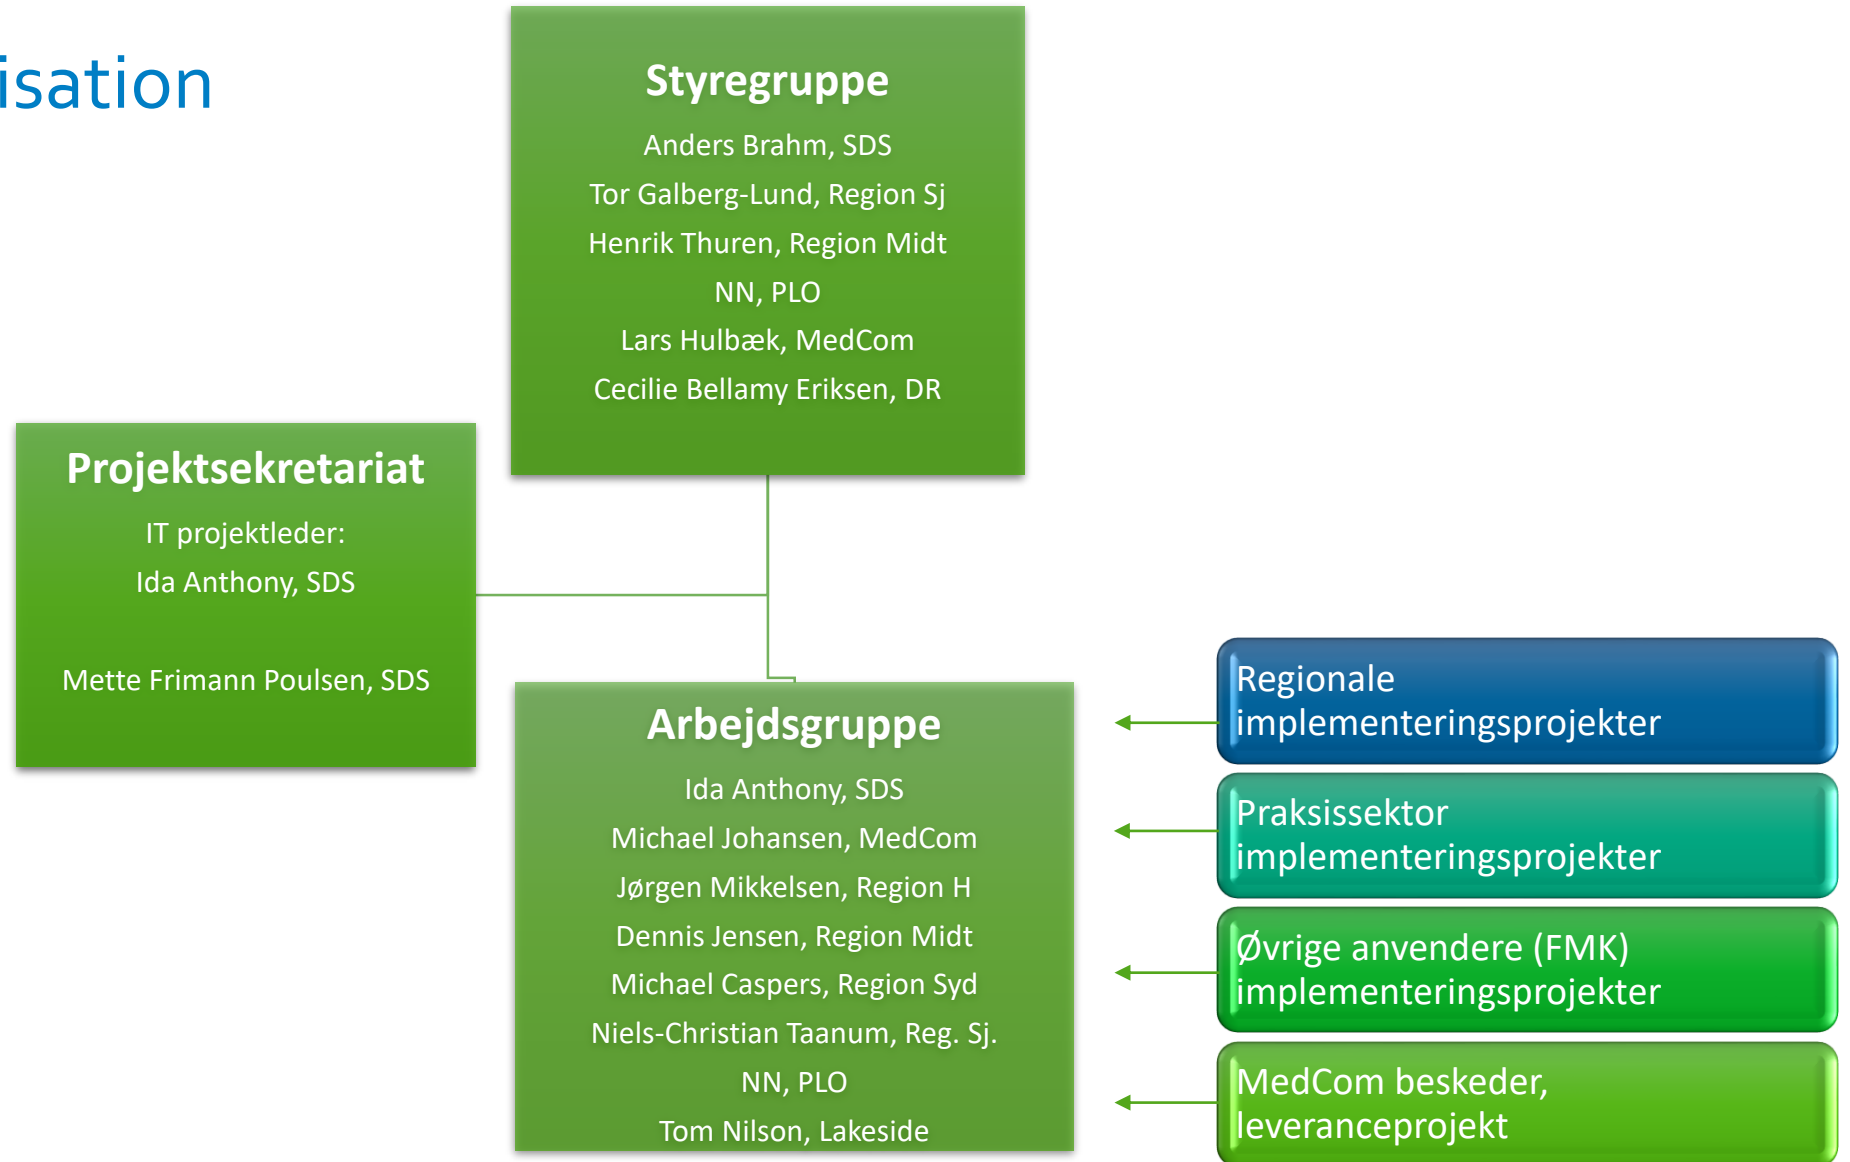 isation
Styregruppe
Anders Brahm, SDS
Tor Galberg-Lund, Region Sj
Henrik Thuren, Region Midt
NN, PLO
Lars Hulbæk, MedCom
Cecilie Bellamy Eriksen, DR
Projektsekretariat
IT projektleder:
Ida Anthony, SDS
Mette Frimann Poulsen, SDS
Arbejdsgruppe
Ida Anthony, SDS
Michael Johansen, MedCom
Jørgen Mikkelsen, Region H
Dennis Jensen, Region Midt
Michael Caspers, Region Syd
Niels-Christian Taanum, Reg. Sj.
NN, PLO
Tom Nilson, Lakeside
Regionale
implementeringsprojekter
Praksissektor
implementeringsprojekter
Øvrige anvendere (FMK)
implementeringsprojekter
MedCom beskeder,
leveranceprojekt